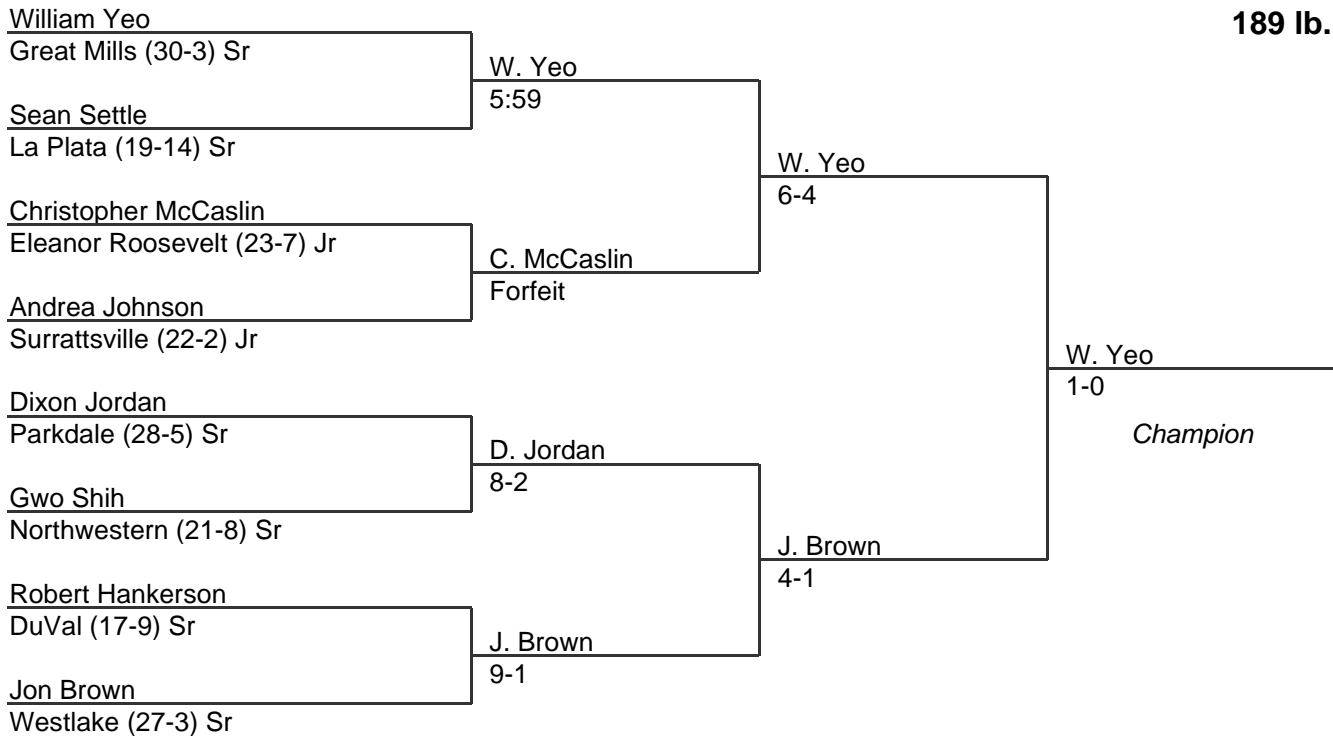 William Yeo
189 lb.
Great Mills (30-3) Sr
W. Yeo
5:59
Sean Settle
La Plata (19-14) Sr
W. Yeo
6-4
Christopher McCaslin
Eleanor Roosevelt (23-7) Jr
C. McCaslin
Forfeit
Andrea Johnson
Surrattsville (22-2) Jr
W. Yeo
1-0
Champion
Dixon Jordan
Parkdale (28-5) Sr
D. Jordan
8-2
Gwo Shih
Northwestern (21-8) Sr
J. Brown
4-1
Robert Hankerson
DuVal (17-9) Sr
J. Brown
9-1
Jon Brown
Westlake (27-3) Sr